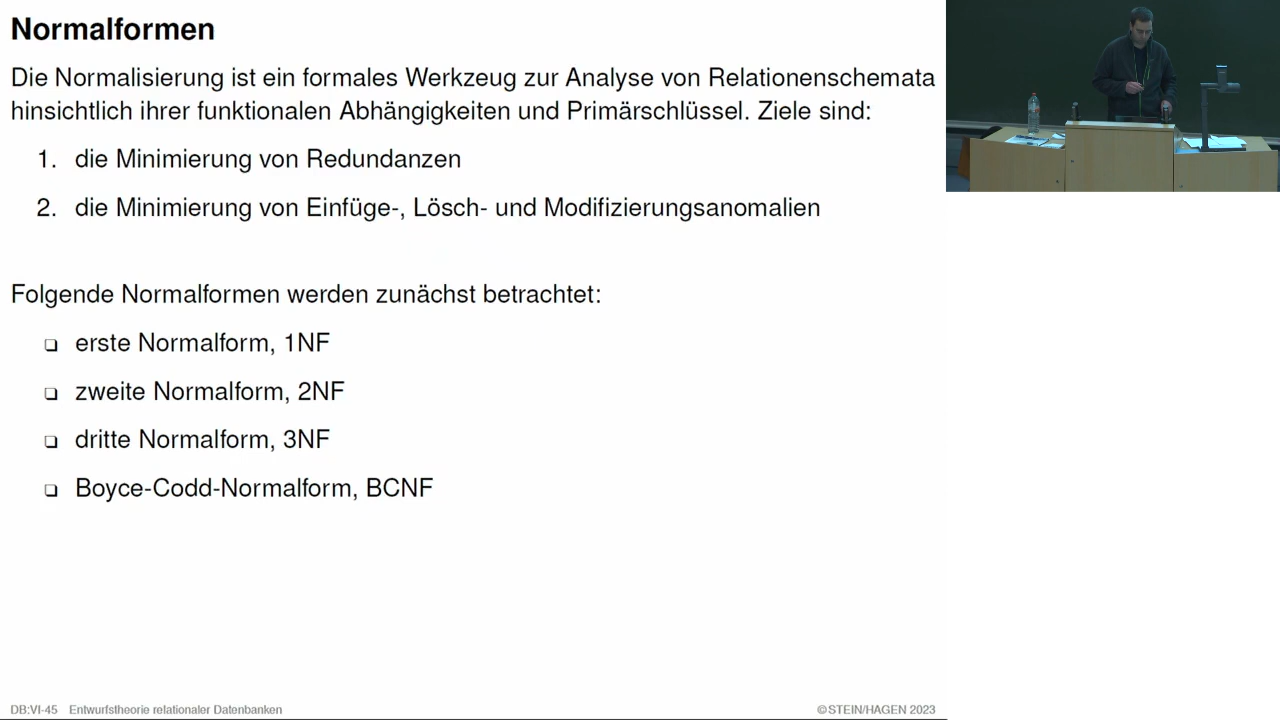 Normalformen
Die Normalisierung ist ein formales Werkzeug zur Analyse von Relationenschemata
hinsichtlich ihrer funktionalen Abhängigkeiten und Primärschlüssel. Ziele sind:
1. die Minimierung von Redundanzen
2. die Minimierung von Einfüge-, Lösch- und Modifizierungsanomalien
Folgende Normalformen werden zunächst betrachtet:
❑ erste Normalform, 1NF
❑ zweite Normalform, 2NF
❑ dritte Normalform, 3NF
❑ Boyce-Codd-Normalform, BCNF
DB:VI-45 Entwurfstheorie relationaler Datenbanken
©STEIN/HAGEN 2023